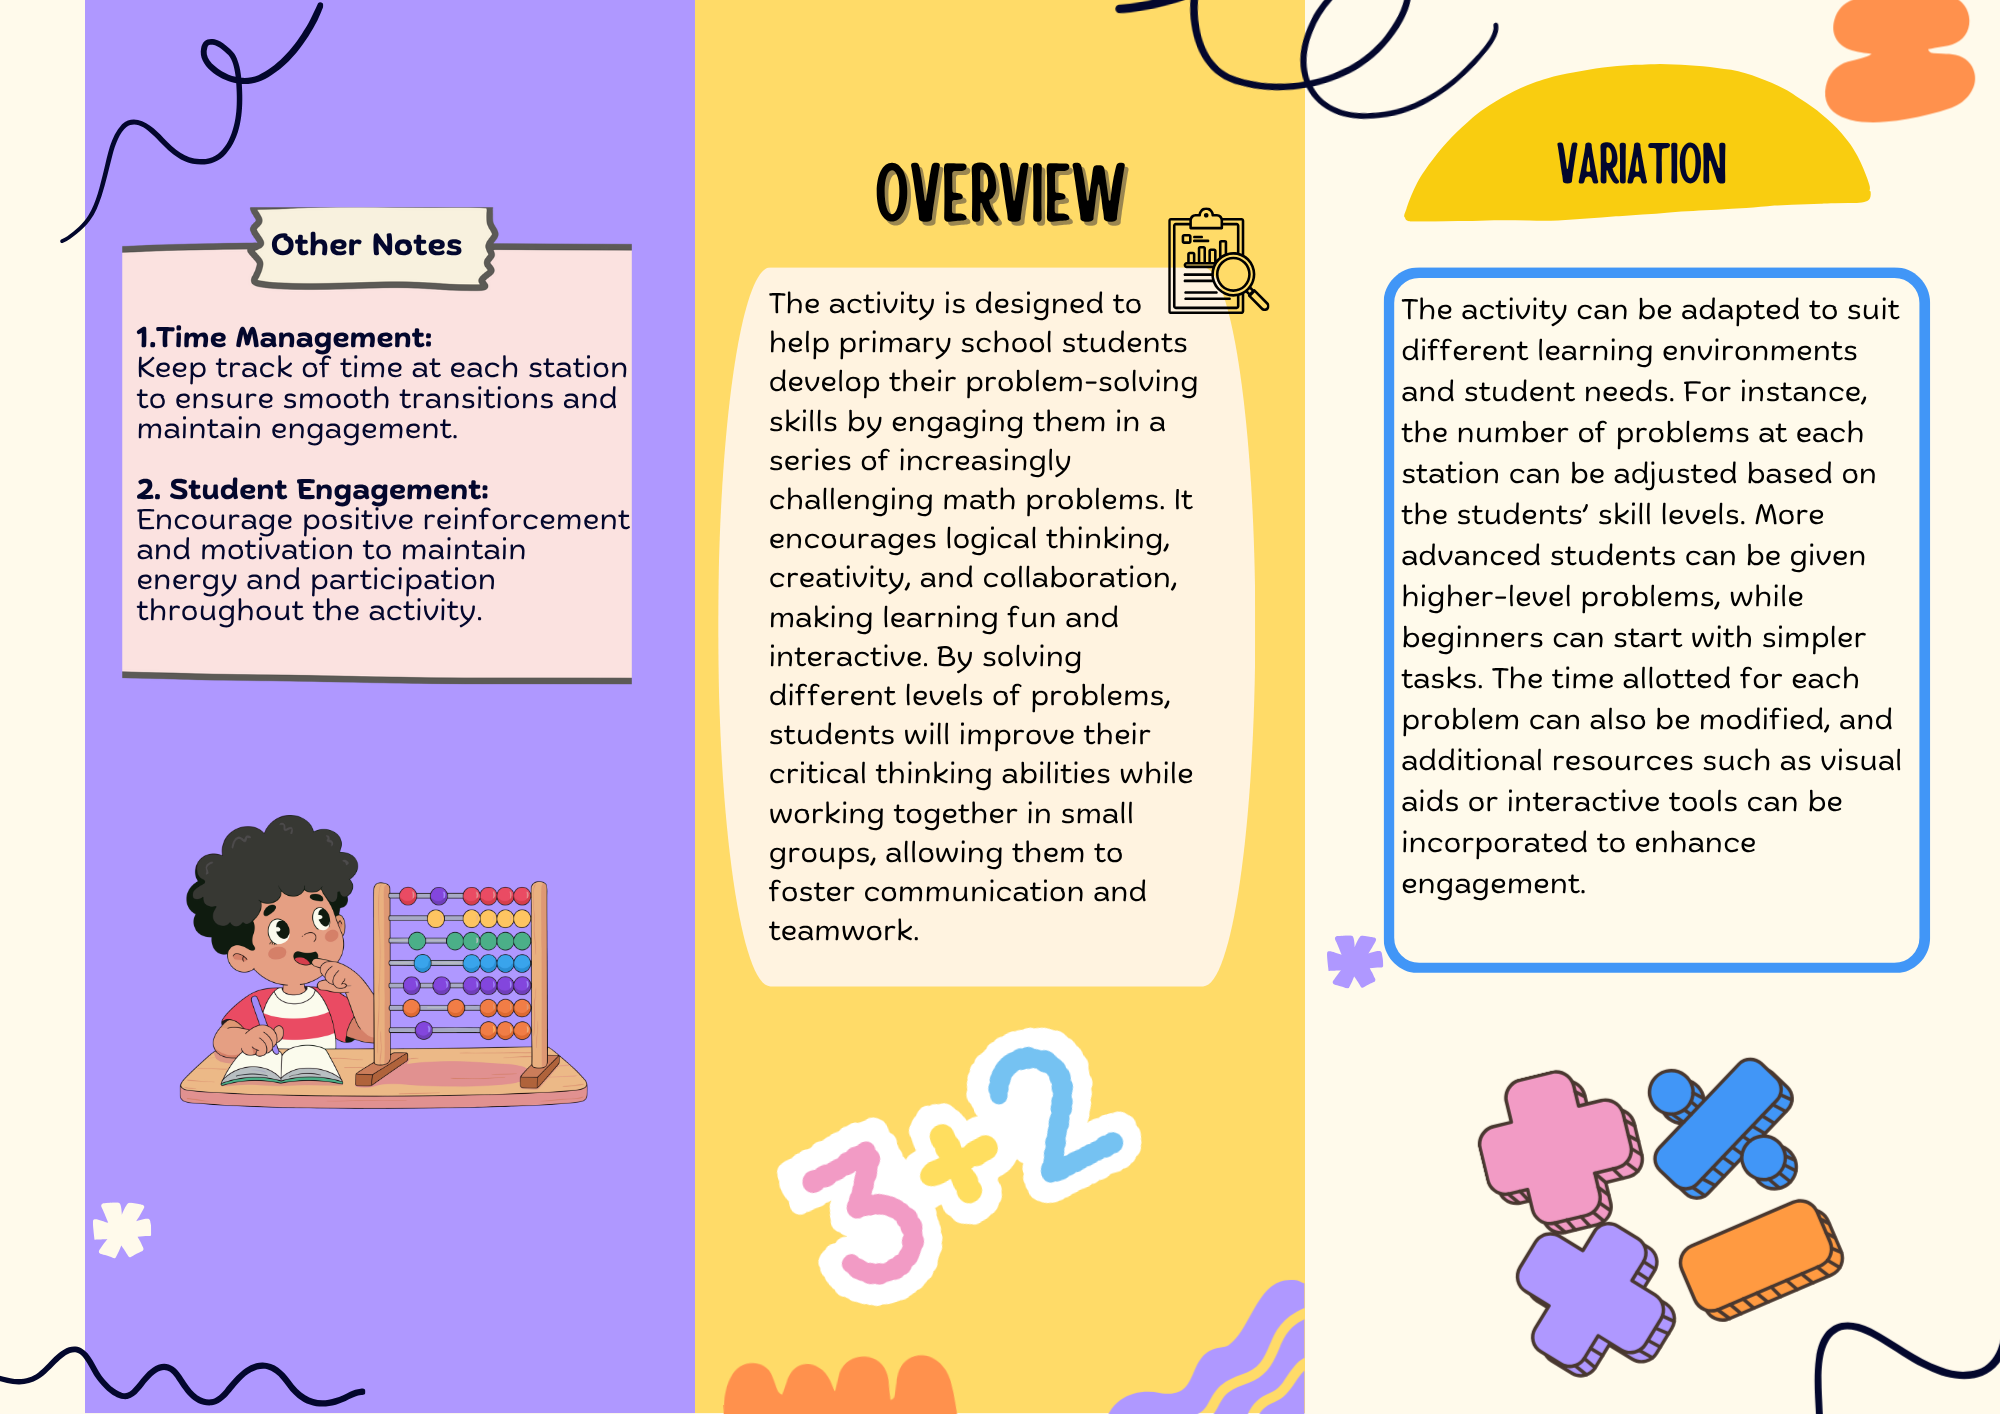 Other Notes
1.Time Management:
Keep track of time at each station
to ensure smooth transitions and
maintain engagement.
2. Student Engagement:
Encourage positive reinforcement
and motivation to maintain
energy and participation
throughout the activity.
OVERVIEW
The activity is designed to
help primary school students
develop their problem-solving
skills by engaging them in a
series of increasingly
challenging math problems. It
encourages logical thinking,
creativity, and collaboration,
making learning fun and
interactive. By solving
different levels of problems,
students will improve their
critical thinking abilities while
working together in small
groups, allowing them to
foster communication and
teamwork.
3+2
VARIATION
The activity can be adapted to suit
different learning environments
and student needs. For instance,
the number of problems at each
station can be adjusted based on
the students’ skill levels. More
advanced students can be given
higher-level problems, while
beginners can start with simpler
tasks. The time allotted for each
problem can also be modified, and
additional resources such as visual
aids or interactive tools can be
incorporated to enhance
engagement.